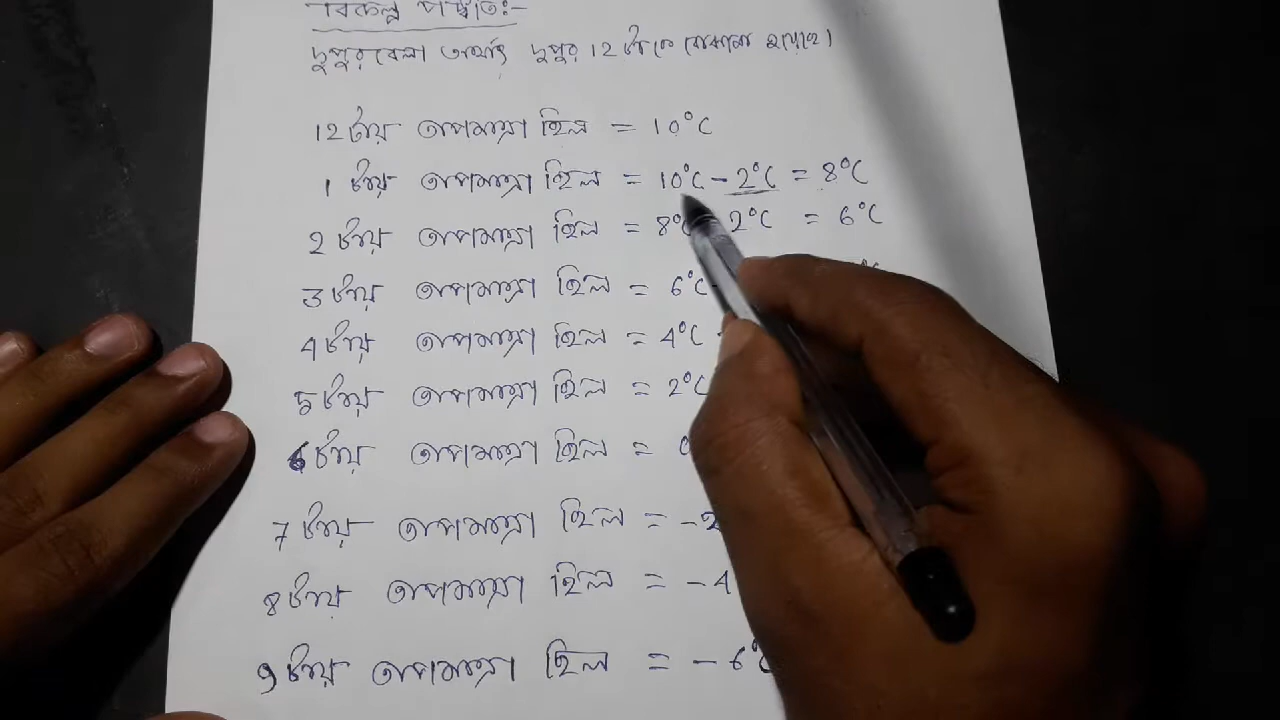 বিকল্প পদ্ধতি:-
দুপুরবেলা অর্থাৎ দুপুর 12 টাকে বোঝানো হয়েছে।
12 টায় তাপমাত্রা ছিল = 10°C
1 টায় তাপমাত্রা ছিল = 10°C - 2°C = 8°C
2 টায় তাপমাত্রা ছিল = 8°C 2°C = 6°C
3 টায় তাপমাত্রা ছিল = 6°C
4 টায় তাপমাত্রা ছিল = 4°C
5 টায় তাপমাত্রা ছিল = 2°C
6 টায় তাপমাত্রা ছিল = 0
7 টায় তাপমাত্রা ছিল = -2
8 টায় তাপমাত্রা ছিল = -4
9 টায় তাপমাত্রা ছিল = -6°C